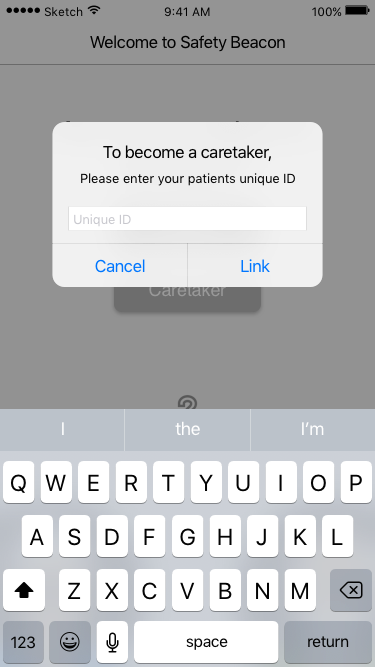 Sketch 9:41 AM 100%
Welcome to Safety Beacon
To become a caretaker,
Please enter your patients unique ID
Unique ID
Cancel Link
Caretaker
I the I'm
Q W E R T Y U I O P
A S D F G H J K L
Z X C V B N M
123 space return